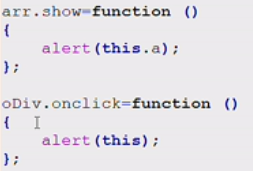 arr.show=function ()
{
    alert(this.a);
};
oDiv.onclick=function ()
{
    alert(this);
};